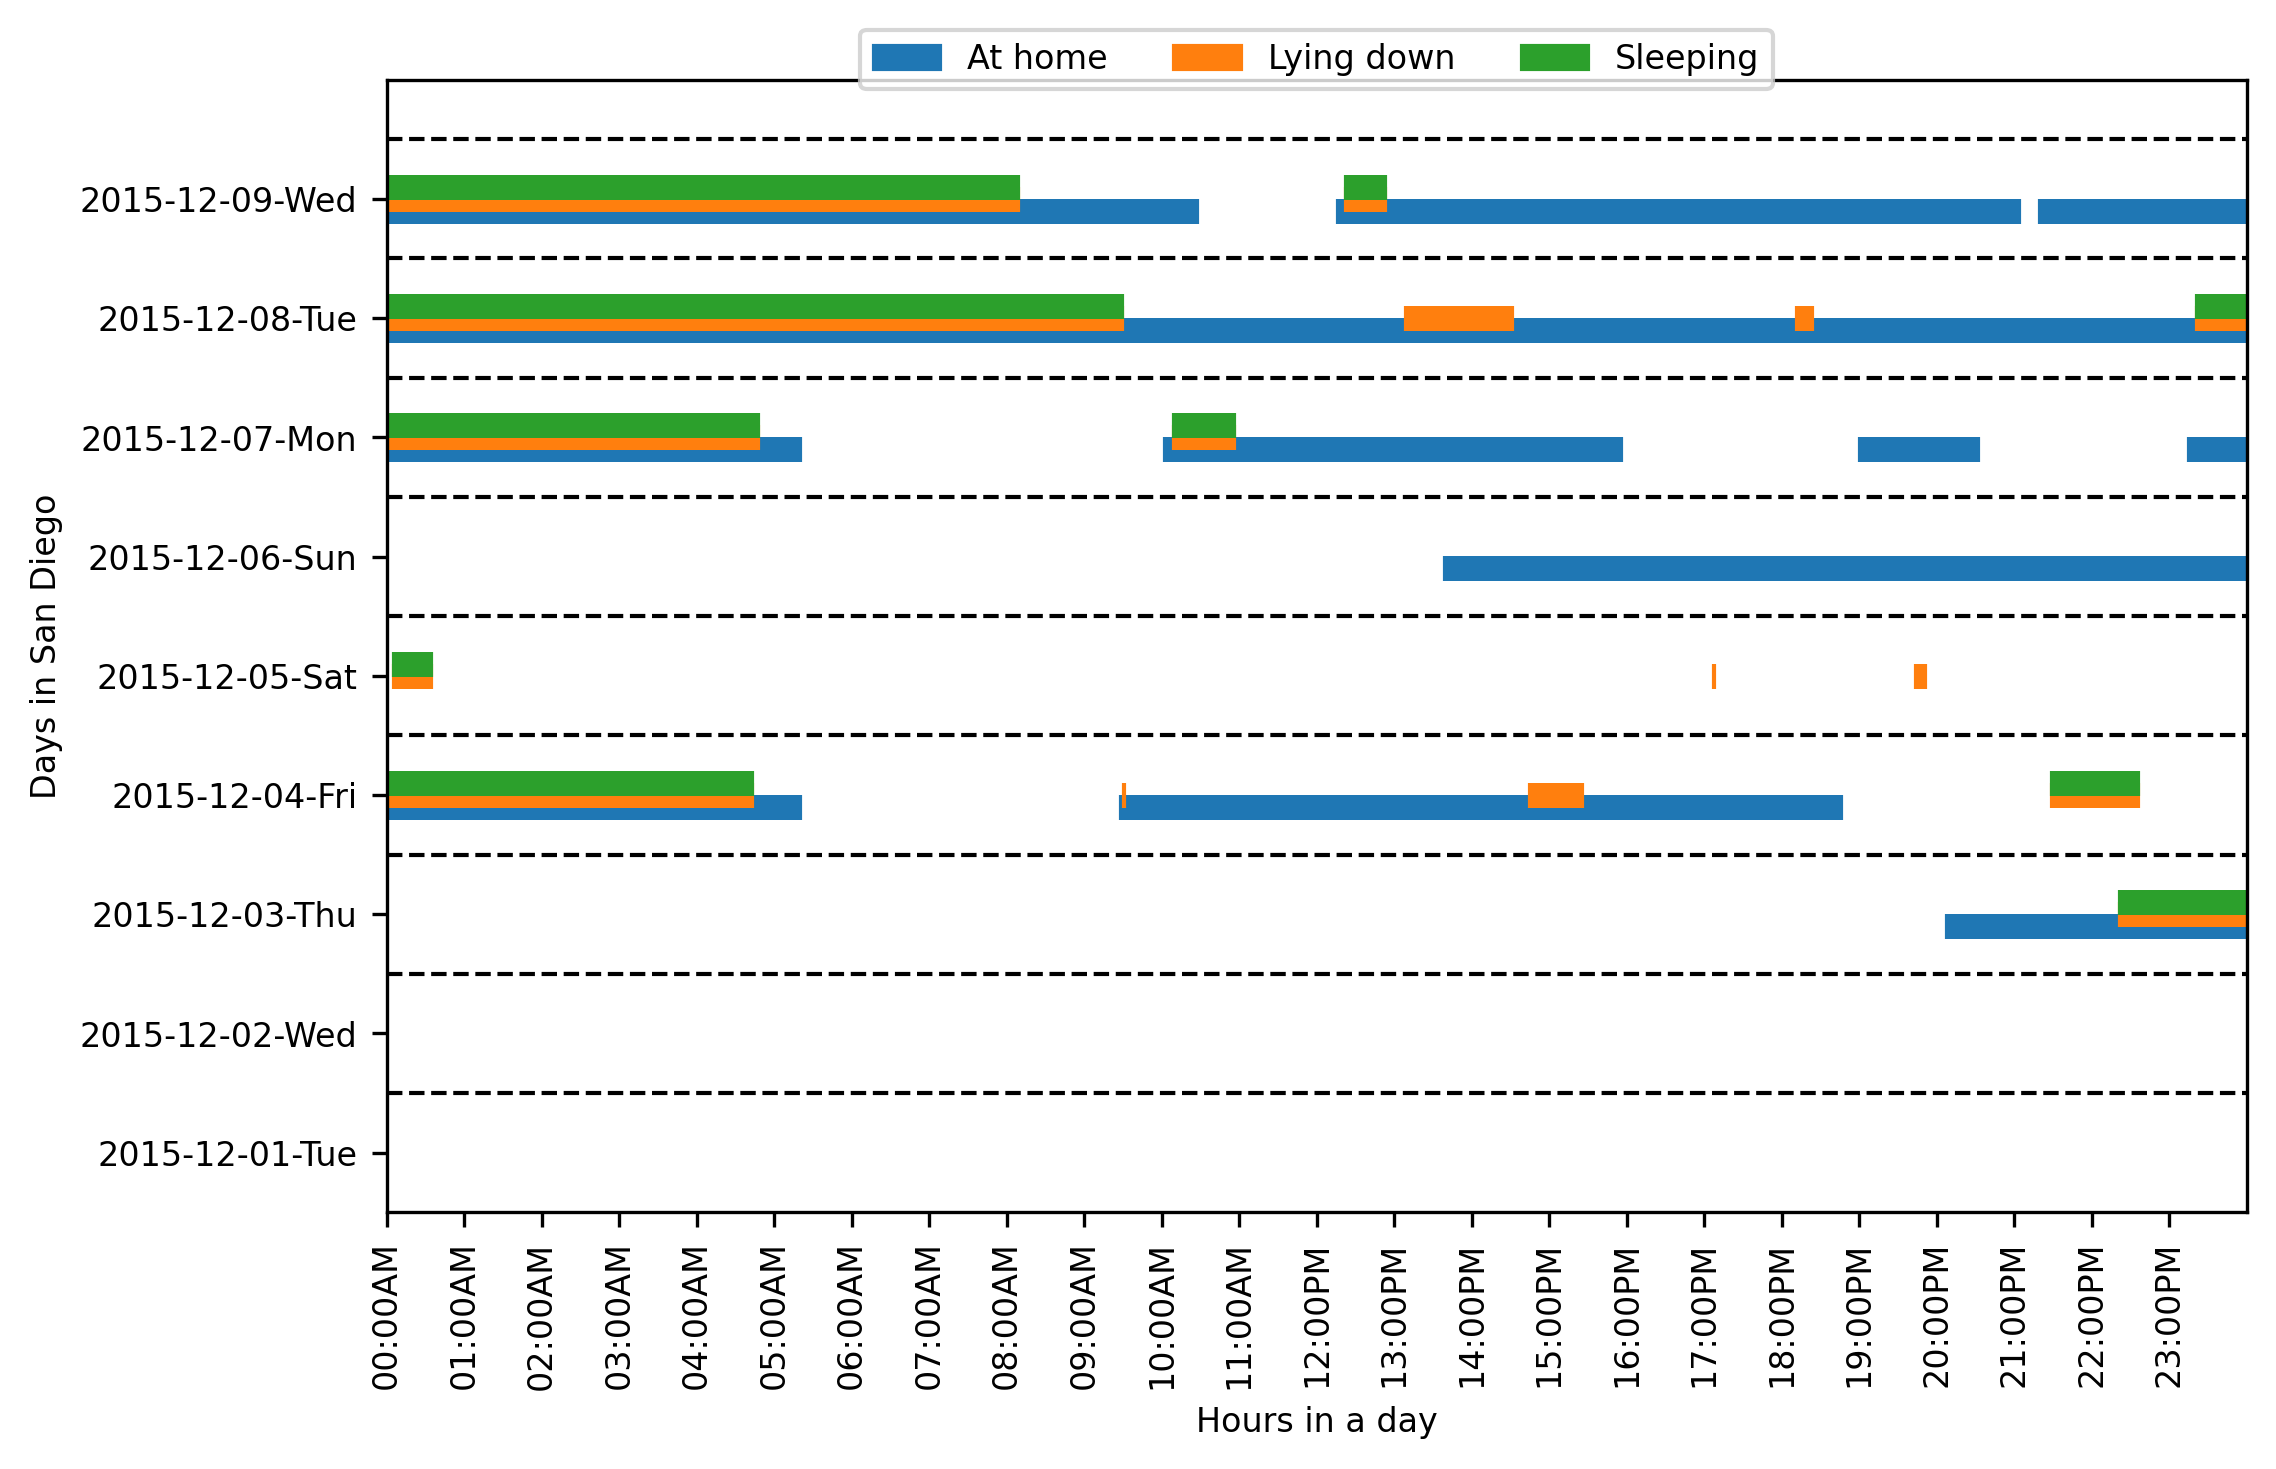 At home Lying down Sleeping
2015-12-09-Wed
2015-12-08-Tue
2015-12-07-Mon
2015-12-06-Sun
2015-12-05-Sat
2015-12-04-Fri
2015-12-03-Thu
2015-12-02-Wed
2015-12-01-Tue
Days in San Diego
00:00AM
01:00AM
02:00AM
03:00AM
04:00AM
05:00AM
06:00AM
07:00AM
08:00AM
09:00AM
10:00AM
11:00AM
12:00PM
13:00PM
14:00PM
15:00PM
16:00PM
17:00PM
18:00PM
19:00PM
20:00PM
21:00PM
22:00PM
23:00PM
Hours in a day